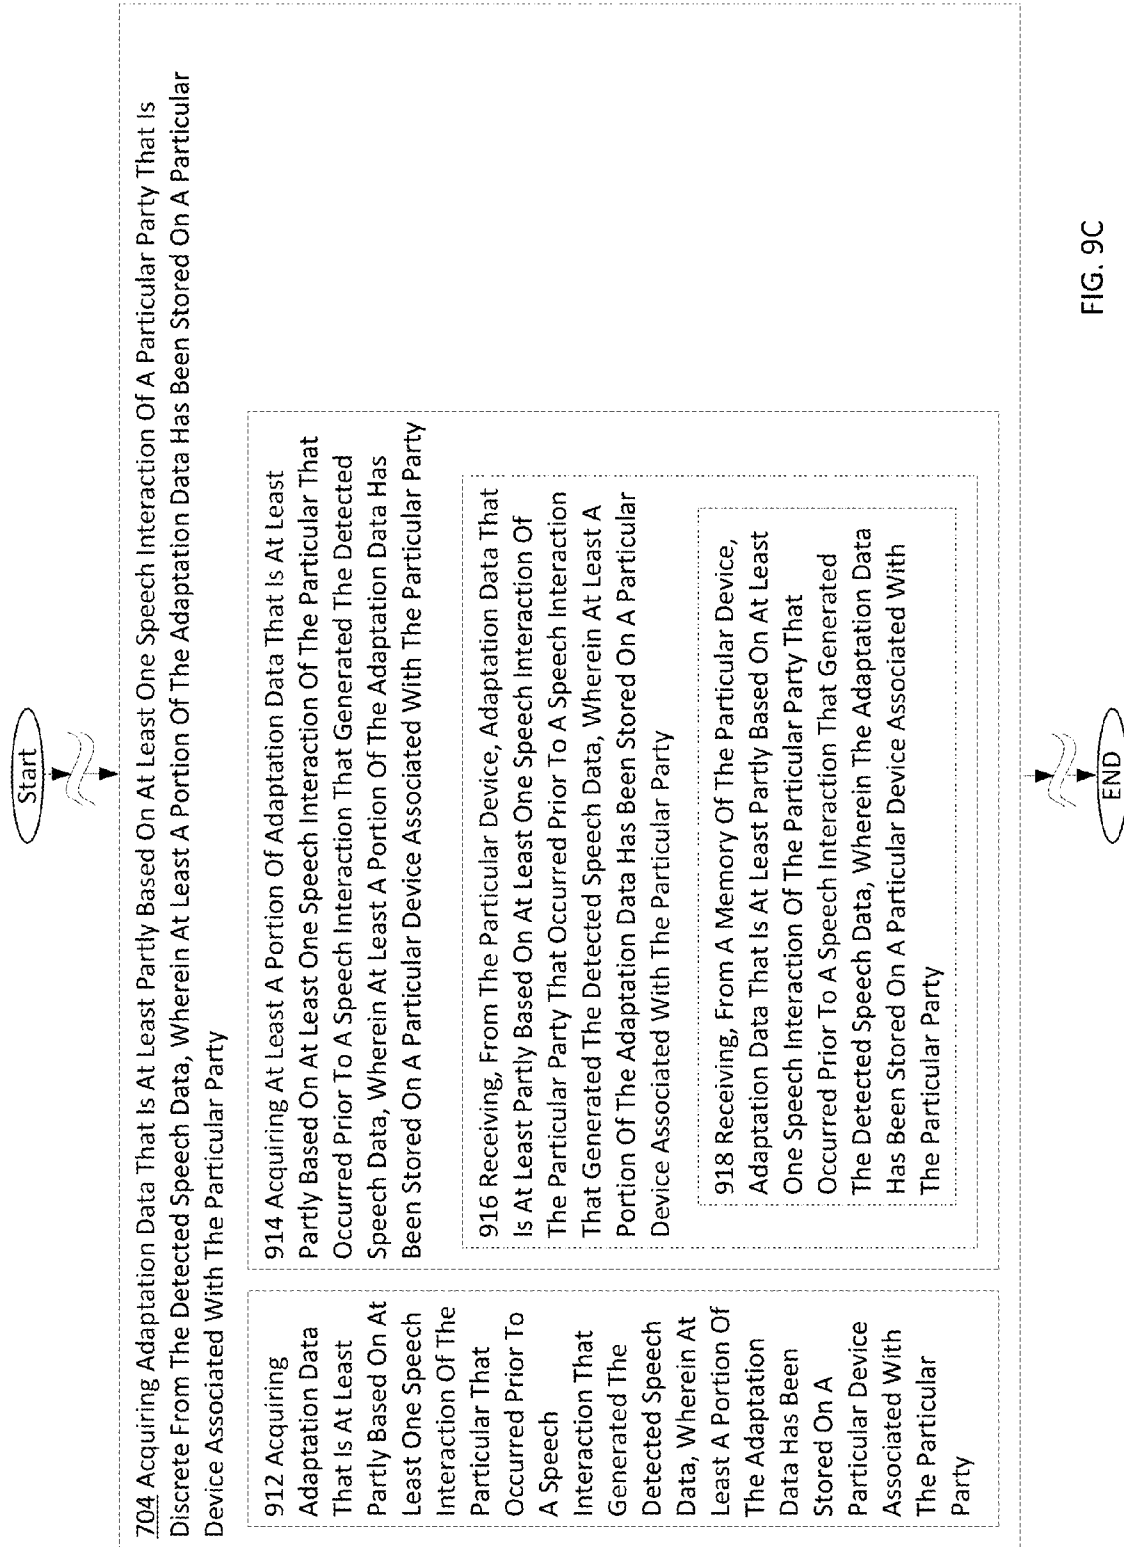 Start
704 Acquiring Adaptation Data That Is At Least Partly Based On At Least One Speech Interaction Of A Particular Party That Is
Discrete From The Detected Speech Data, Wherein At Least A Portion Of The Adaptation Data Has Been Stored On A Particular
Device Associated With The Particular Party
912 Acquiring
Adaptation Data
That Is At Least
Partly Based On At
Least One Speech
Interaction Of The
Particular That
Occurred Prior To
A Speech
Interaction That
Generated The
Detected Speech
Data, Wherein At
Least A Portion Of
The Adaptation
Data Has Been
Stored On A
Particular Device
Associated With
The Particular
Party
914 Acquiring At Least A Portion Of Adaptation Data That Is At Least
Partly Based On At Least One Speech Interaction Of The Particular That
Occurred Prior To A Speech Interaction That Generated The Detected
Speech Data, Wherein At Least A Portion Of The Adaptation Data Has
Been Stored On A Particular Device Associated With The Particular Party
916 Receiving, From The Particular Device, Adaptation Data That
Is At Least Partly Based On At Least One Speech Interaction Of
The Particular Party That Occurred Prior To A Speech Interaction
That Generated The Detected Speech Data, Wherein At Least A
Portion Of The Adaptation Data Has Been Stored On A Particular
Device Associated With The Particular Party
918 Receiving, From A Memory Of The Particular Device,
Adaptation Data That Is At Least Partly Based On At Least
One Speech Interaction Of The Particular Party That
Occurred Prior To A Speech Interaction That Generated
The Detected Speech Data, Wherein The Adaptation Data
Has Been Stored On A Particular Device Associated With
The Particular Party
END
FIG. 9C